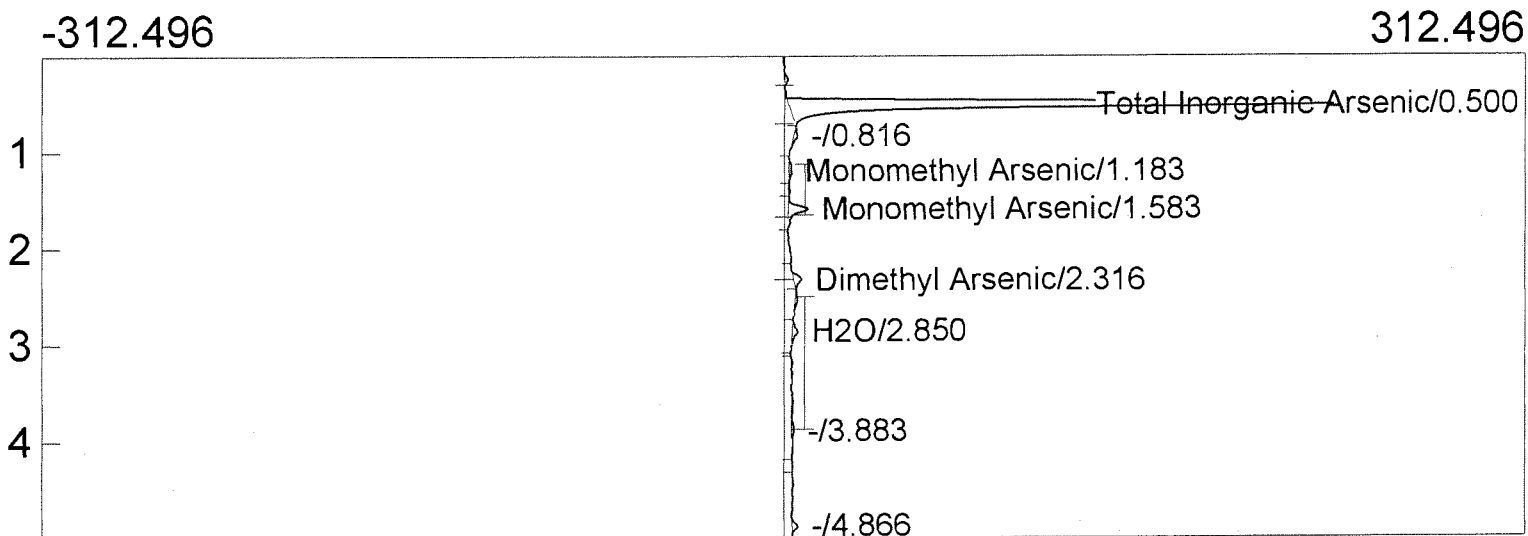 -312.496 312.496
Total Inorganic Arsenic/0.500
-/0.816
1
Monomethyl Arsenic/1.183
Monomethyl Arsenic/1.583
2
Dimethyl Arsenic/2.316
H2O/2.850
3
-/3.883
4
-/4.866